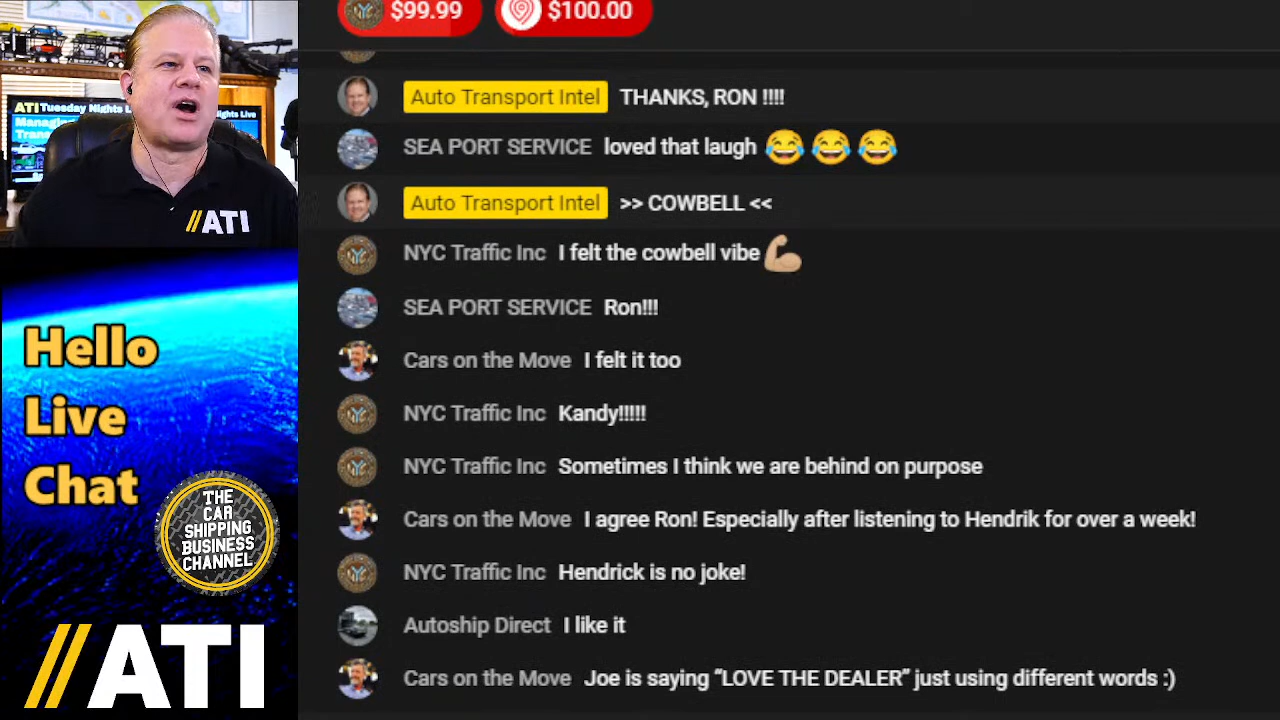 $99.99 $100.00
ATI Tuesday Nights L
ights Live
Auto Transport Intel THANKS, RON !!!!
SEA PORT SERVICE loved that laugh 😂😂😂
//ATI
Auto Transport Intel >> COWBELL <<
NYC Traffic Inc I felt the cowbell vibe💪🏼
SEA PORT SERVICE Ron!!!
Cars on the Move I felt it too
NYC Traffic Inc Kandy!!!!!
NYC Traffic Inc Sometimes I think we are behind on purpose
Cars on the Move I agree Ron! Especially after listening to Hendrik for over a week!
NYC Traffic Inc Hendrick is no joke!
Autoship Direct I like it
Cars on the Move Joe is saying “LOVE THE DEALER” just using different words :)
Hello
Live
Chat
THE
CAR
SHIPPING
BUSINESS
CHANNEL
//ATI